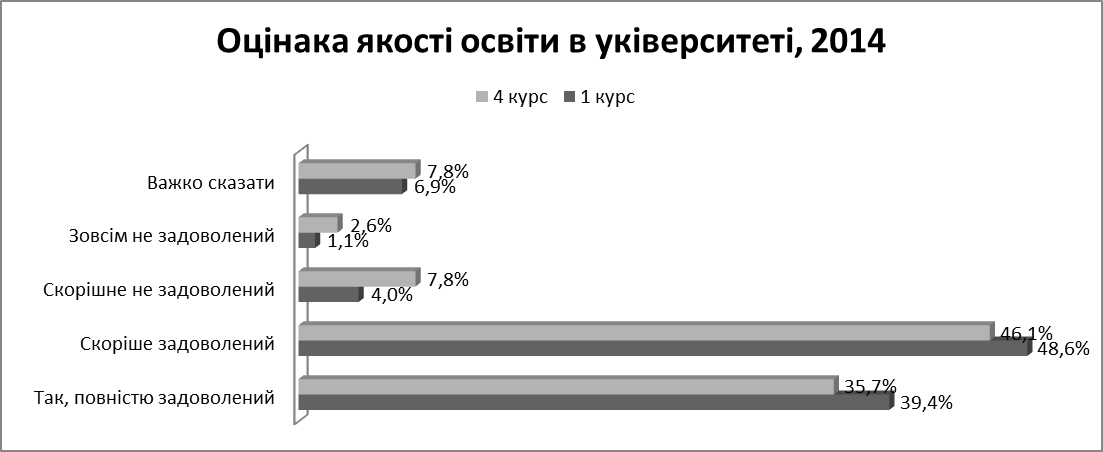 Оцінака якості освіти в уківерситеті, 2014
4 курс 1 курс
Важко сказати 7,8%
6,9%
Зовсім не задоволений 2,6%
1,1%
Скорішне не задоволений 7,8%
4,0%
Скоріше задоволений 46,1%
48,6%
Так, повністю задоволений 35,7%
39,4%